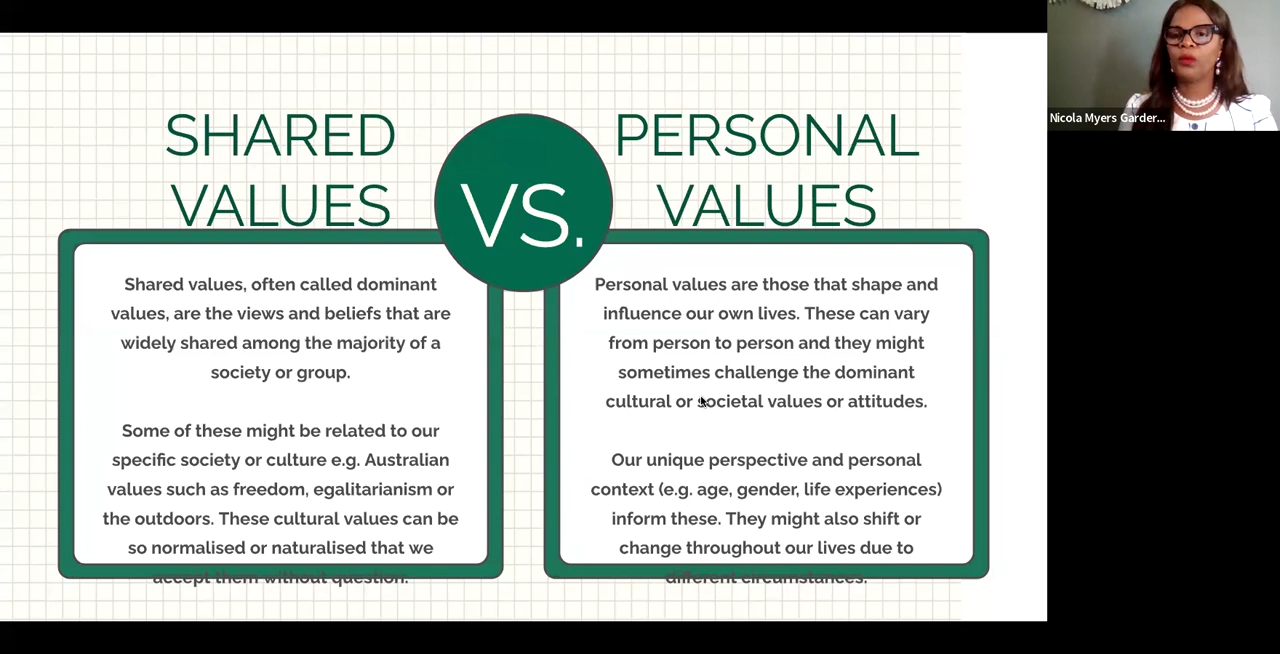 SHARED
VALUES
VS.
PERSONAL
VALUES
Shared values, often called dominant
values, are the views and beliefs that are
widely shared among the majority of a
society or group.
Some of these might be related to our
specific society or culture e.g. Australian
values such as freedom, egalitarianism or
the outdoors. These cultural values can be
so normalised or naturalised that we
accept them without question.
Personal values are those that shape and
influence our own lives. These can vary
from person to person and they might
sometimes challenge the dominant
cultural or societal values or attitudes.
Our unique perspective and personal
context (e.g. age, gender, life experiences)
inform these. They might also shift or
change throughout our lives due to
different circumstances.
Nicola Myers Garder...